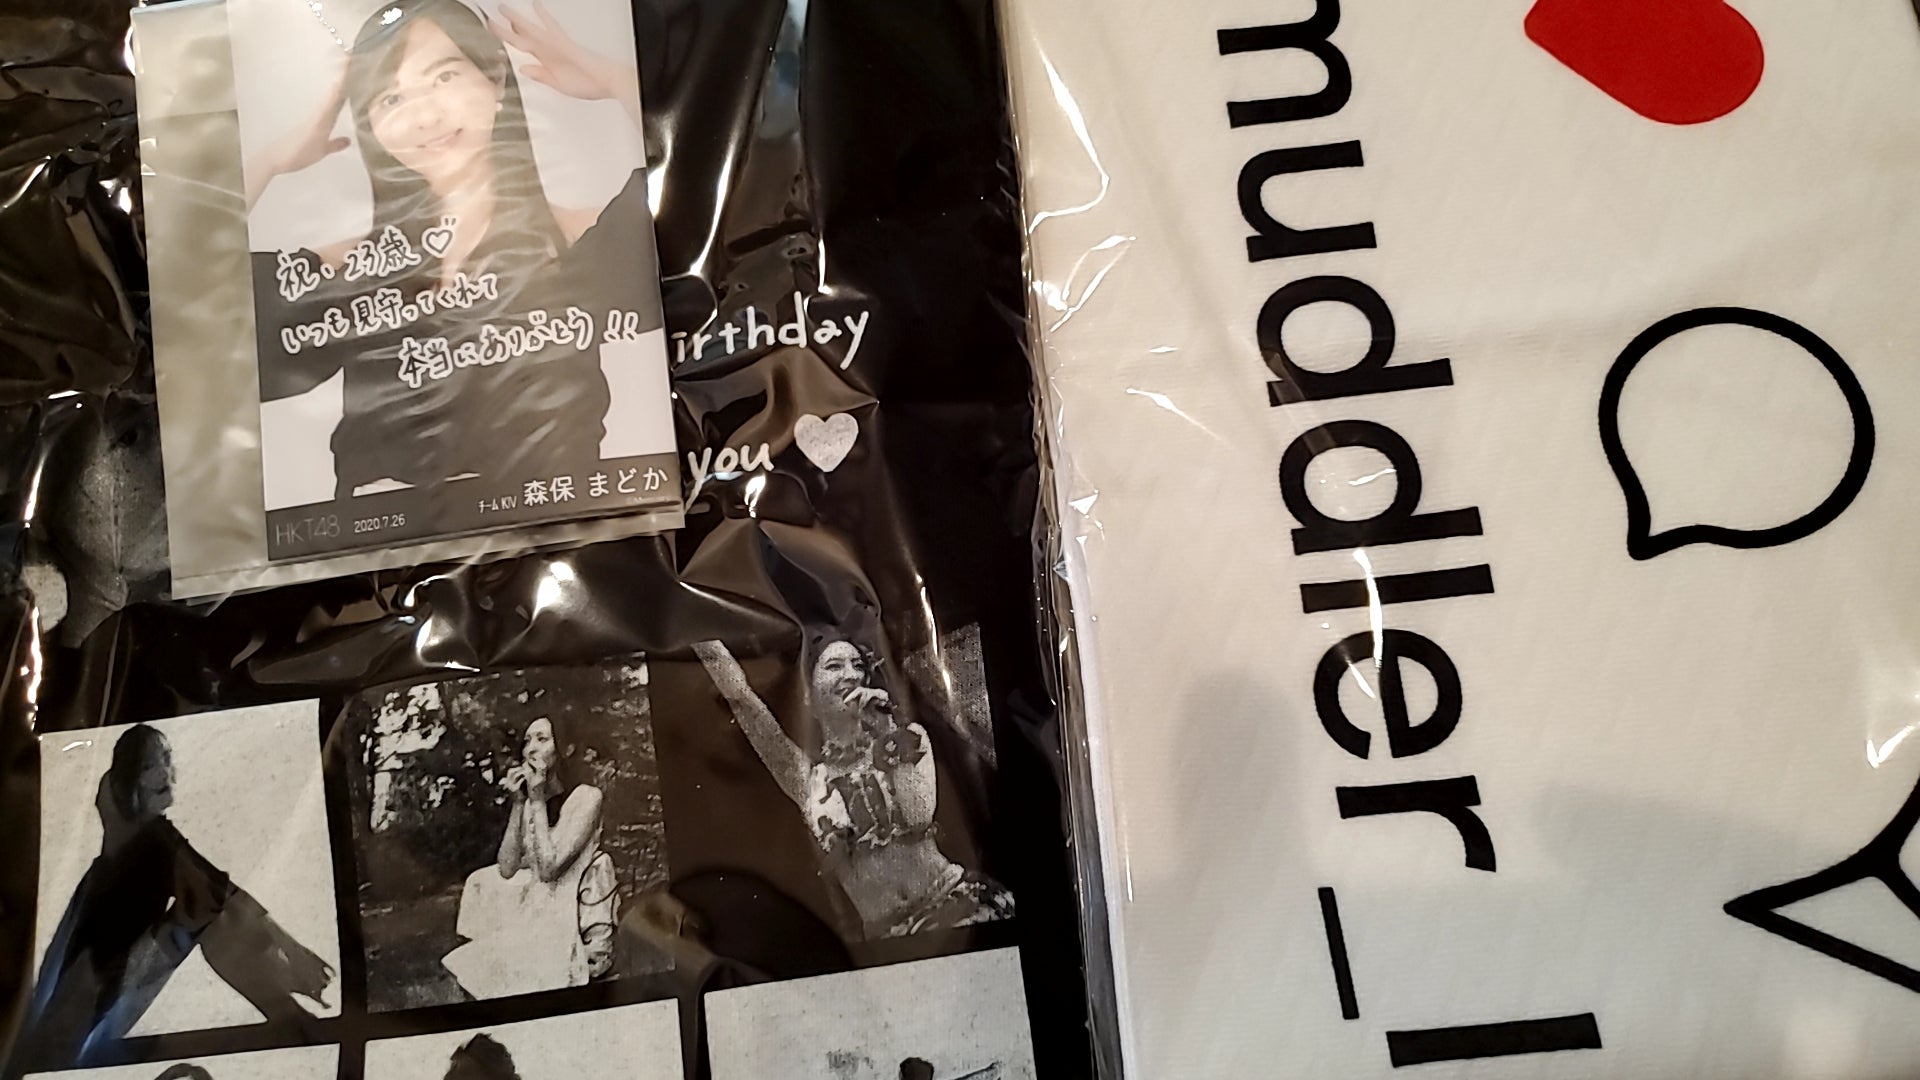 祝、23歳♡
いつも見守ってくれて
本当にありがとう!!
チームKIV 森保 まどか
HKT48 2020.7.26
irthday
you ♡
muddler_l